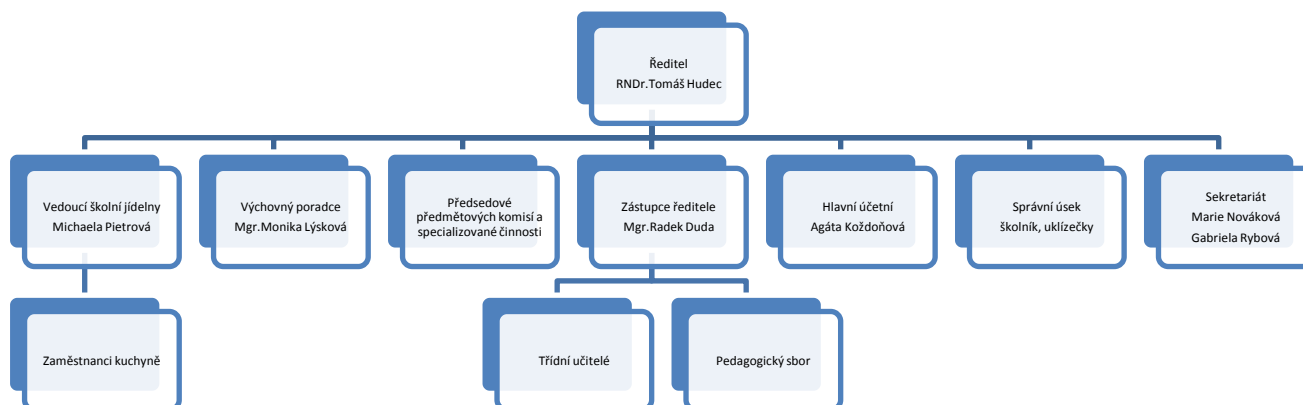 Ředitel
RNDr.Tomáš Hudec
Vedoucí školní jídelny
Michaela Pietrová
Výchovný poradce
Mgr.Monika Lýsková
Předsedové
předmětových komisí a
specializované činnosti
Zástupce ředitele
Mgr.Radek Duda
Hlavní účetní
Agáta Koždoňová
Správní úsek
školník, uklízečky
Sekretariát
Marie Nováková
Gabriela Rybová
Zaměstnanci kuchyně
Třídní učitelé
Pedagogický sbor